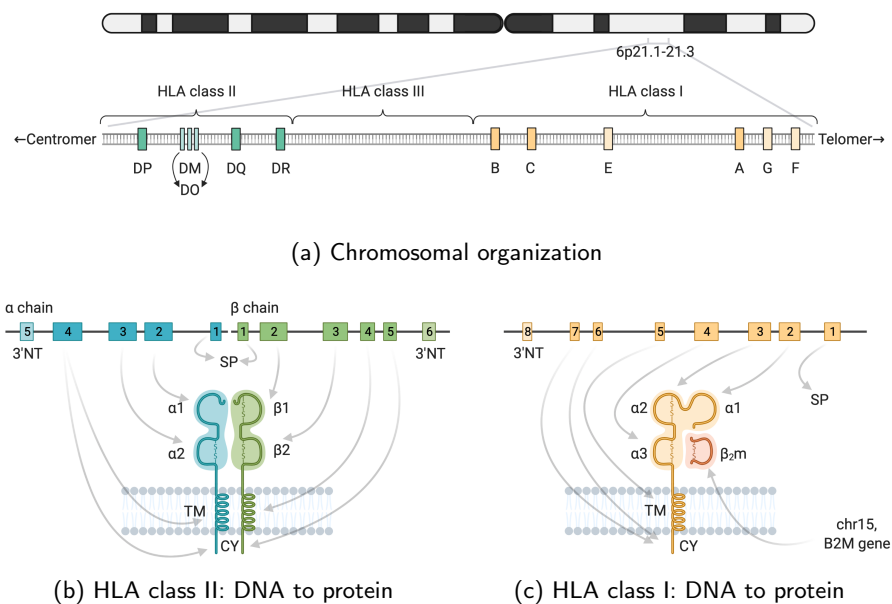 6p21.1-21.3
HLA class II HLA class III HLA class I
←Centromer Telomer→
DP DM DQ DR B C E A G F
DO
(a) Chromosomal organization
α chain β chain
5 4 3 2 1 1 2 3 4 5 6
3'NT SP 3'NT
α1 β1
α2 β2
TM
CY
(b) HLA class II: DNA to protein
8 7 6 5 4 3 2 1
3'NT
SP
α2 α1
α3 β₂m
TM
CY
chr15,
B2M gene
(c) HLA class I: DNA to protein